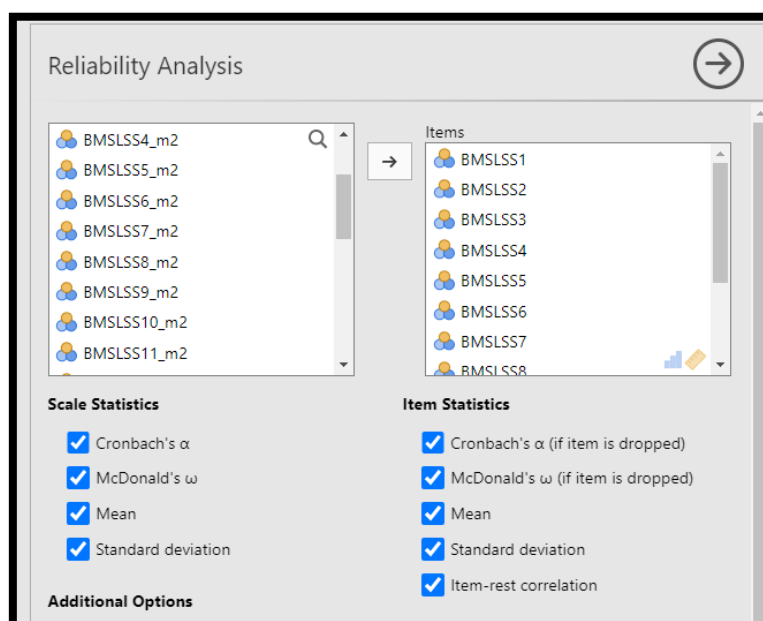 Reliability Analysis
BMSLSS4_m2
BMSLSS5_m2
BMSLSS6_m2
BMSLSS7_m2
BMSLSS8_m2
BMSLSS9_m2
BMSLSS10_m2
BMSLSS11_m2
Items
BMSLSS1
BMSLSS2
BMSLSS3
BMSLSS4
BMSLSS5
BMSLSS6
BMSLSS7
BMSLSS8
Scale Statistics
Cronbach's α
McDonald's ω
Mean
Standard deviation
Item Statistics
Cronbach's α (if item is dropped)
McDonald's ω (if item is dropped)
Mean
Standard deviation
Item-rest correlation
Additional Options